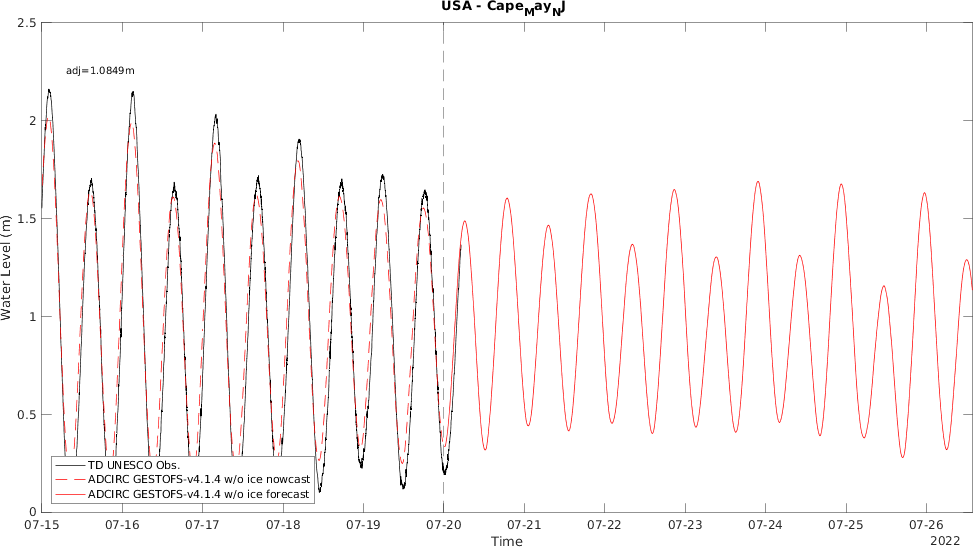 USA - Cape_May_NJ
2.5
adj=1.0849m
2
1.5
Water Level (m)
1
0.5
TD UNESCO Obs.
ADCIRC GESTOFS-v4.1.4 w/o ice nowcast
ADCIRC GESTOFS-v4.1.4 w/o ice forecast
0
07-15 07-16 07-17 07-18 07-19 07-20 07-21 07-22 07-23 07-24 07-25 07-26
Time
2022